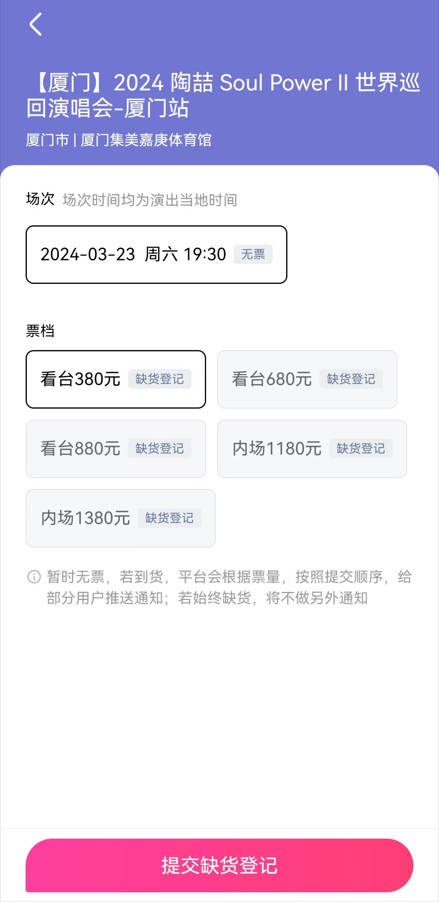 【厦门】2024 陶喆 Soul Power II 世界巡
回演唱会-厦门站
厦门市 | 厦门集美嘉庚体育馆
场次 场次时间均为演出当地时间
2024-03-23 周六 19:30 无票
票档
看台380元 缺货登记 看台680元 缺货登记
看台880元 缺货登记 内场1180元 缺货登记
内场1380元 缺货登记
暂时无票，若到货，平台会根据票量，按照提交顺序，给
部分用户推送通知；若始终缺货，将不做另外通知
提交缺货登记